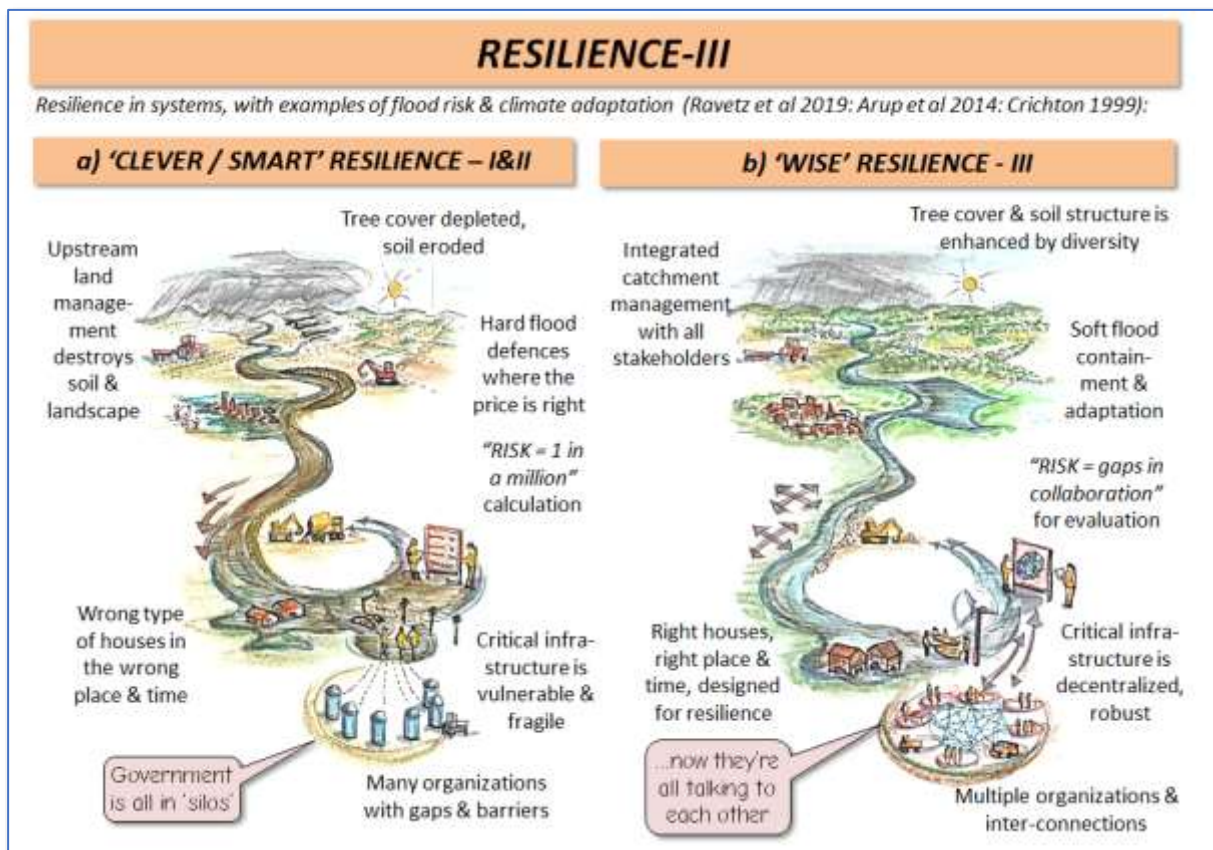 RESILIENCE-III
Resilience in systems, with examples of flood risk & climate adaptation (Ravetz et al 2019: Arup et al 2014: Crichton 1999):
a) ‘CLEVER / SMART’ RESILIENCE – I&II
Tree cover depleted,
soil eroded
Upstream
land
manage-
ment
destroys
soil &
landscape
Hard flood
defences
where the
price is right
“RISK = 1 in
a million”
calculation
Wrong type
of houses in
the wrong
place & time
Critical infra-
structure is
vulnerable &
fragile
Government
is all in ‘silos’
Many organizations
with gaps & barriers
b) ‘WISE’ RESILIENCE - III
Tree cover & soil structure is
enhanced by diversity
Integrated
catchment
management
with all
stakeholders
Soft flood
contain-
ment &
adaptation
“RISK = gaps in
collaboration”
for evaluation
Right houses,
right place &
time, designed
for resilience
Critical infra-
structure is
decentralized,
robust
...now they’re
all talking to
each other
Multiple organizations &
inter-connections